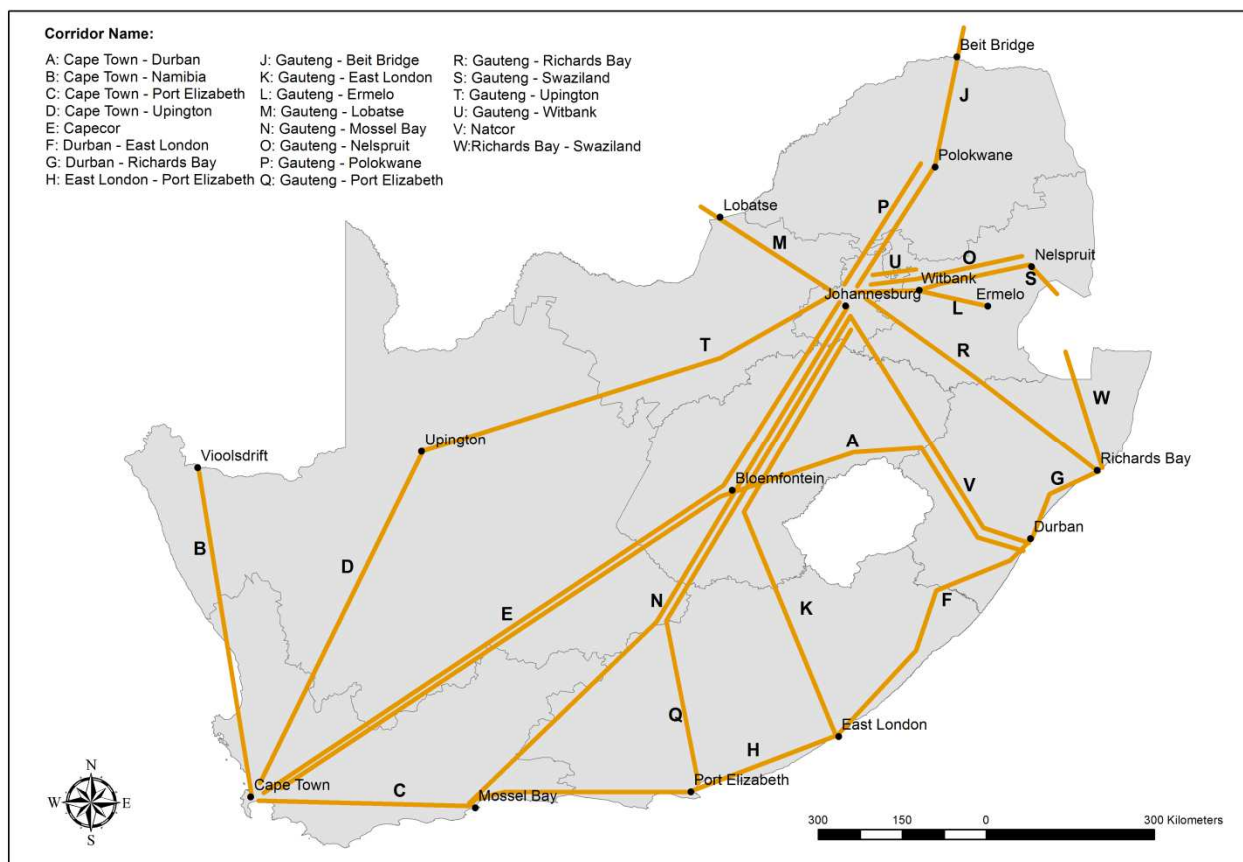 Corridor Name:
A: Cape Town - Durban
B: Cape Town - Namibia
C: Cape Town - Port Elizabeth
D: Cape Town - Upington
E: Capecor
F: Durban - East London
G: Durban - Richards Bay
H: East London - Port Elizabeth
J: Gauteng - Beit Bridge
K: Gauteng - East London
L: Gauteng - Ermelo
M: Gauteng - Lobatse
N: Gauteng - Mossel Bay
O: Gauteng - Nelspruit
P: Gauteng - Polokwane
Q: Gauteng - Port Elizabeth
R: Gauteng - Richards Bay
S: Gauteng - Swaziland
T: Gauteng - Upington
U: Gauteng - Witbank
V: Natcor
W:Richards Bay - Swaziland
Beit Bridge
J
Polokwane
Lobatse
P
M
U
O
Nelspruit
Witbank
S
Johannesburg
Ermelo
L
T
R
W
Upington
A
Vioolsdrift
Richards Bay
Bloemfontein
G
V
Durban
B
D
F
E
N
K
Q
East London
H
Cape Town
C
Mossel Bay
Port Elizabeth
N
W
E
S
300 150 0 300 Kilometers